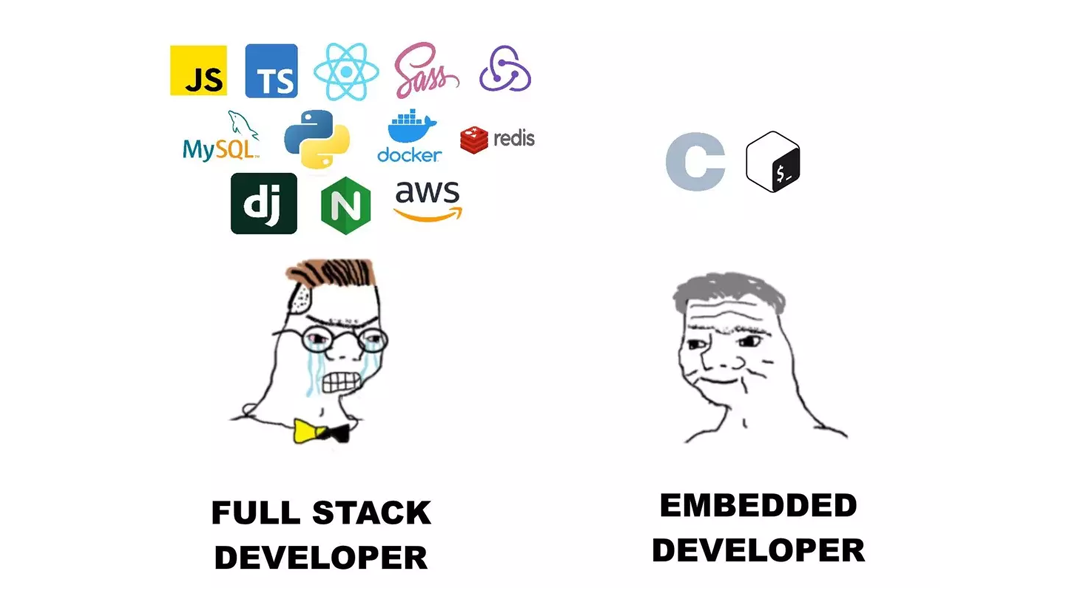 JS TS Sass
MySQL docker redis
dj N aws
C $_
FULL STACK
DEVELOPER
EMBEDDED
DEVELOPER